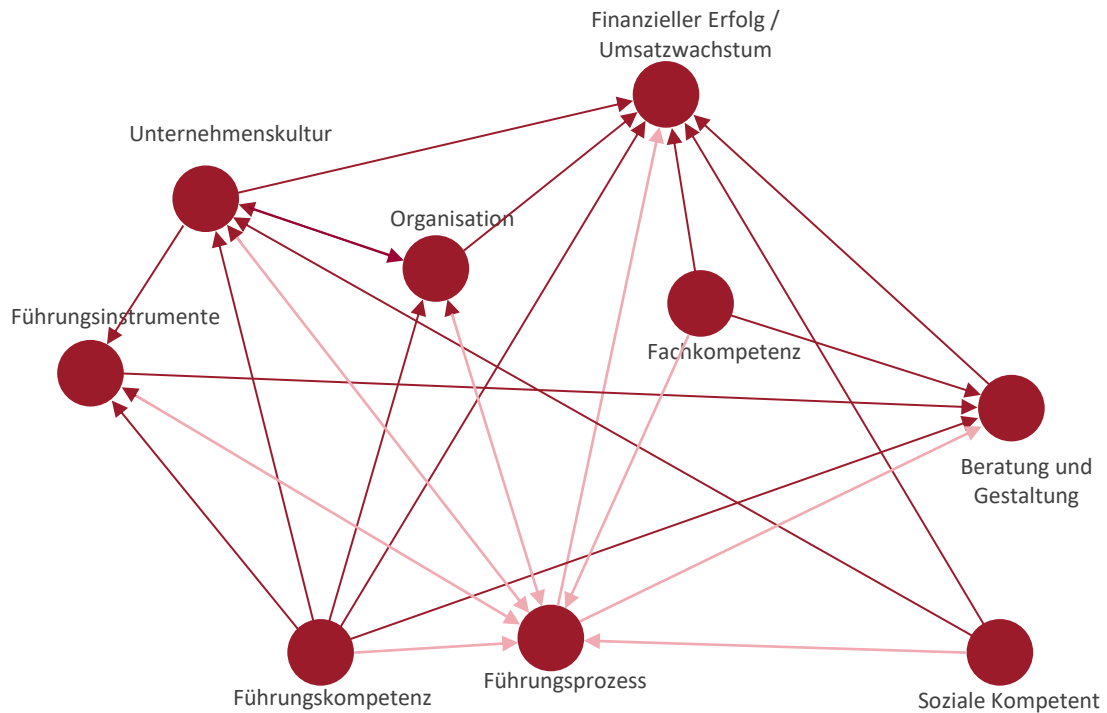 Finanzieller Erfolg /
Umsatzwachstum
Unternehmenskultur
Organisation
Führungsinstrumente
Fachkompetenz
Beratung und
Gestaltung
Führungskompetenz
Führungsprozess
Soziale Kompetent